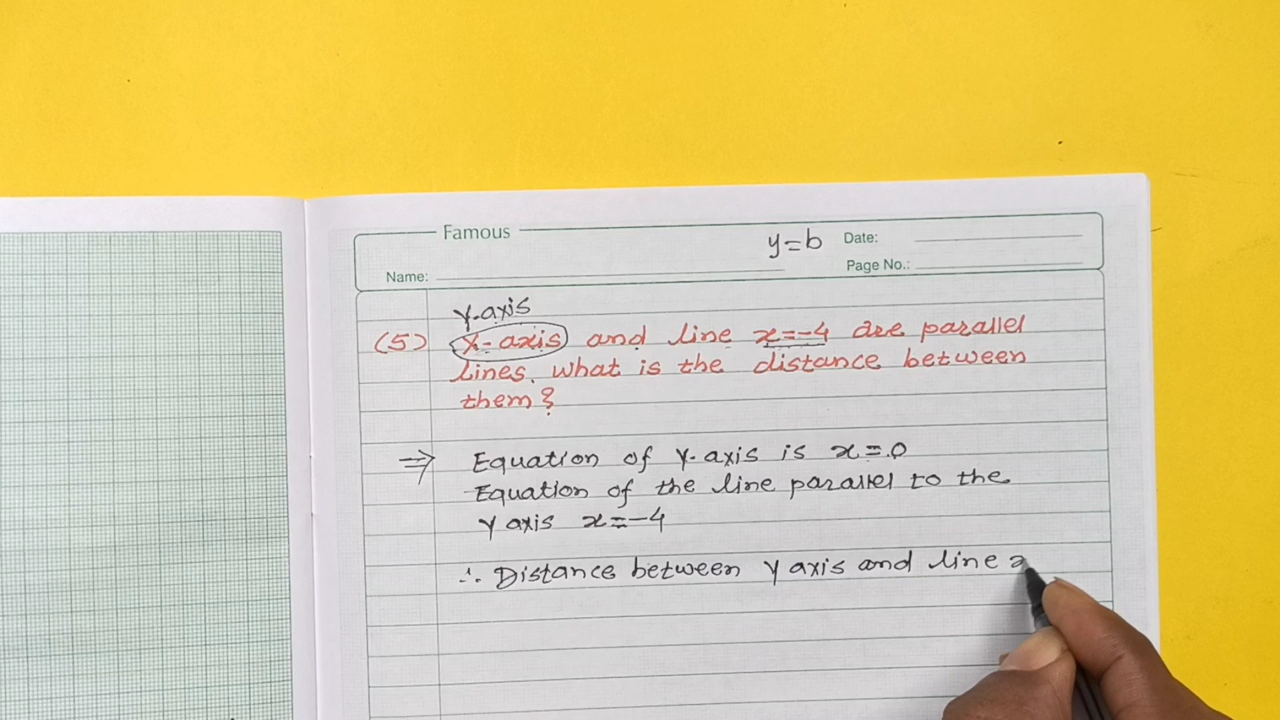 Famous
y=b
Date:
Name:
Page No.:
Y-axis
(5) X-axis and line x=-4 are parallel
lines. what is the distance between
them?
⇒ Equation of Y-axis is x=0
Equation of the line parallel to the
Y axis x=-4
∴ Distance between Y axis and line x